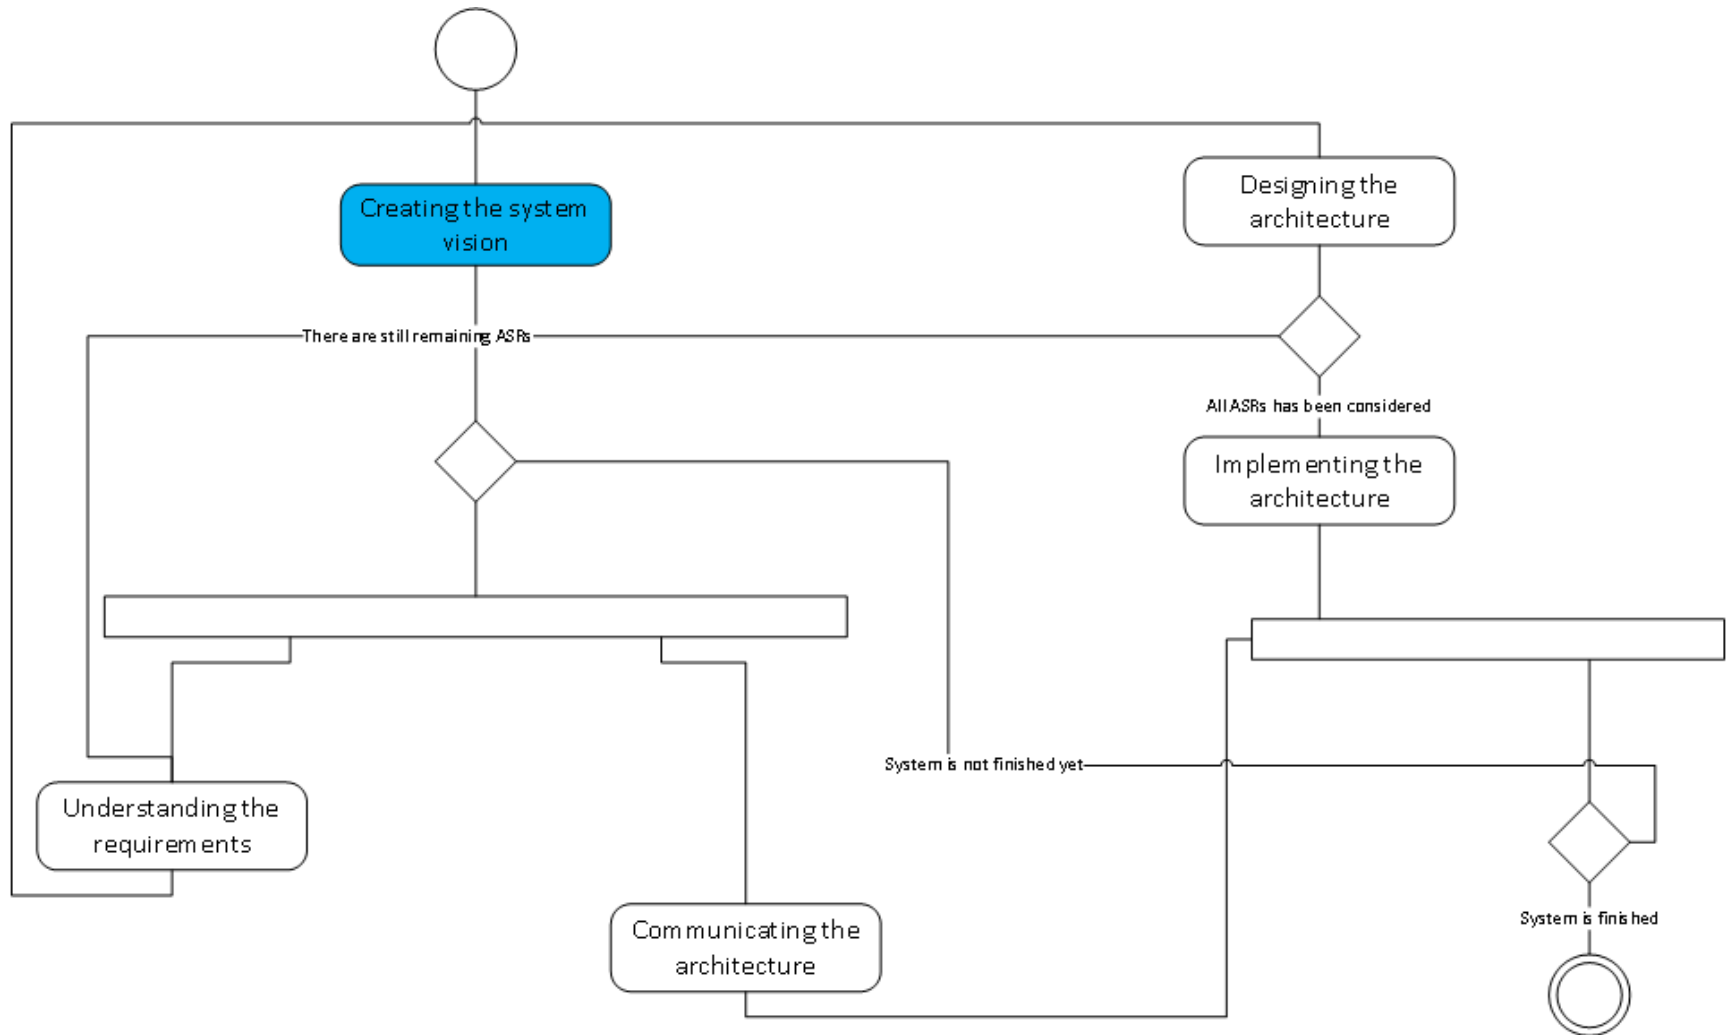 Creating the system
vision
Designing the
architecture
There are still remaining ASRs
All ASRs has been considered
Implementing the
architecture
System is not finished yet
Understanding the
requirements
Communicating the
architecture
System is finished